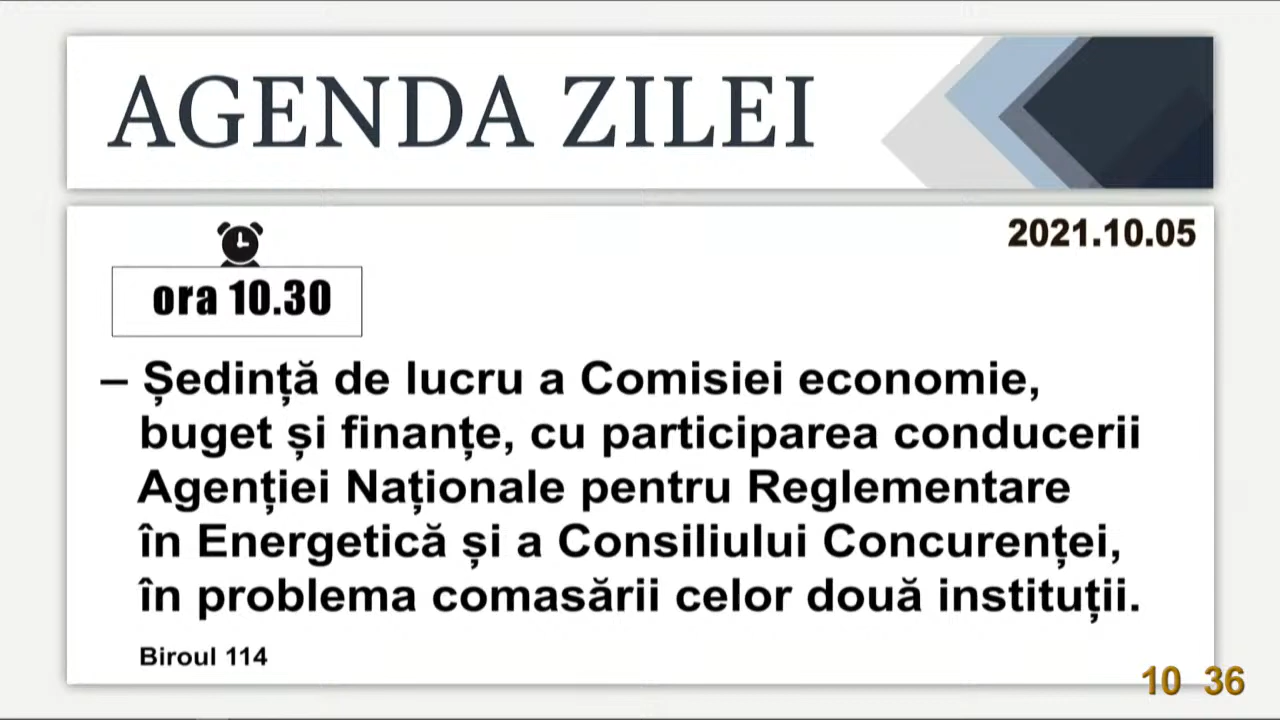 AGENDA ZILEI
2021.10.05
ora 10.30
– Ședință de lucru a Comisiei economie,
buget și finanțe, cu participarea conducerii
Agenției Naționale pentru Reglementare
în Energetică și a Consiliului Concurenței,
în problema comasării celor două instituții.
Biroul 114
10 36